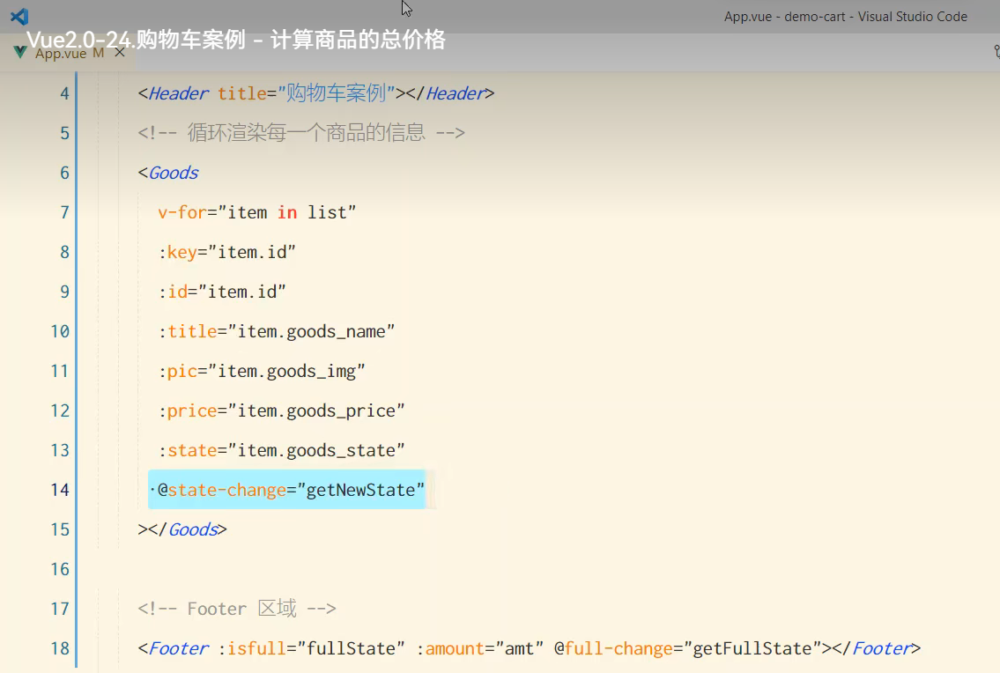 App.vue - demo-cart - Visual Studio Code
Vue2.0-24.购物车案例 - 计算商品的总价格
App.vue M
4 <Header title="购物车案例"></Header>
5 <!-- 循环渲染每一个商品的信息 -->
6 <Goods
7 v-for="item in list"
8 :key="item.id"
9 :id="item.id"
10 :title="item.goods_name"
11 :pic="item.goods_img"
12 :price="item.goods_price"
13 :state="item.goods_state"
14 @state-change="getNewState"
15 ></Goods>
16
17 <!-- Footer 区域 -->
18 <Footer :isfull="fullState" :amount="amt" @full-change="getFullState"></Footer>